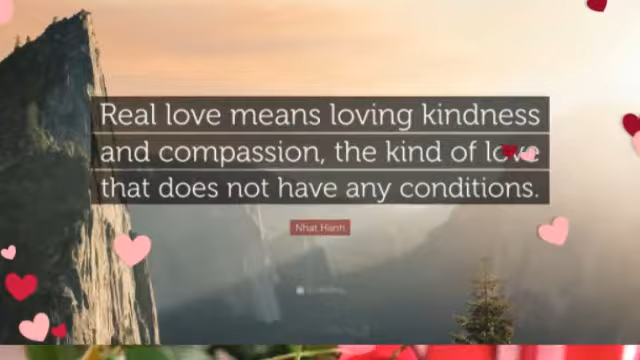 Real love means loving kindness
and compassion, the kind of love
that does not have any conditions.
Nhat Hanh